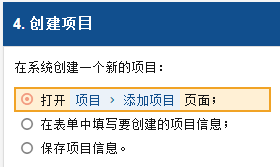 4. 创建项目
在系统创建一个新的项目：
打开 项目 > 添加项目 页面；
在表单中填写要创建的项目信息；
保存项目信息。